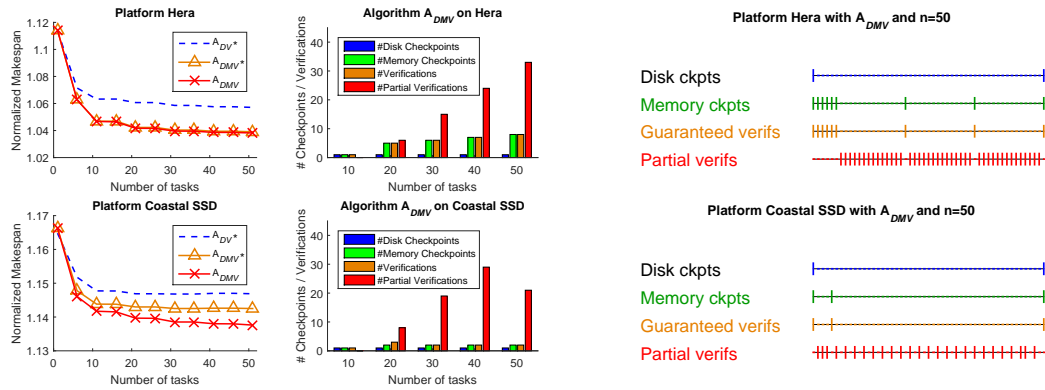 Platform Hera
Normalized Makespan
1.12
1.1
1.08
1.06
1.04
1.02
A_DV*
A_DMV*
A_DMV
0 10 20 30 40 50
Number of tasks
Algorithm A_DMV on Hera
# Checkpoints / Verifications
40
30
20
10
0
#Disk Checkpoints
#Memory Checkpoints
#Verifications
#Partial Verifications
10 20 30 40 50
Number of tasks
Platform Hera with A_DMV and n=50
Disk ckpts
Memory ckpts
Guaranteed verifs
Partial verifs
Platform Coastal SSD
Normalized Makespan
1.17
1.16
1.15
1.14
1.13
A_DV*
A_DMV*
A_DMV
0 10 20 30 40 50
Number of tasks
Algorithm A_DMV on Coastal SSD
# Checkpoints / Verifications
40
30
20
10
0
#Disk Checkpoints
#Memory Checkpoints
#Verifications
#Partial Verifications
10 20 30 40 50
Number of tasks
Platform Coastal SSD with A_DMV and n=50
Disk ckpts
Memory ckpts
Guaranteed verifs
Partial verifs